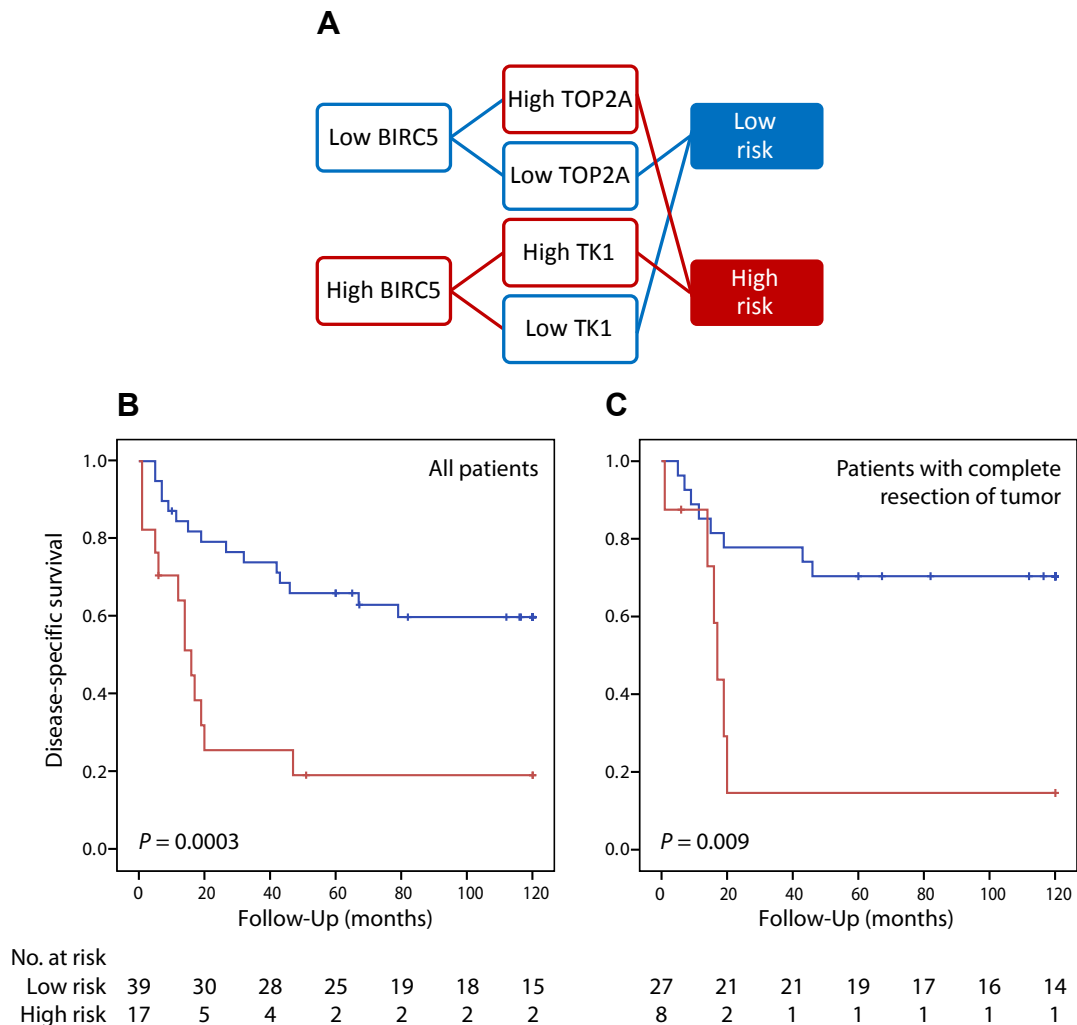 A
Low BIRC5
High TOP2A
Low TOP2A
Low
risk
High BIRC5
High TK1
Low TK1
High
risk
B
All patients
Disease-specific survival
1.0
0.8
0.6
0.4
0.2
0.0
P = 0.0003
0 20 40 60 80 100 120
Follow-Up (months)
C
Patients with complete
resection of tumor
1.0
0.8
0.6
0.4
0.2
0.0
P = 0.009
0 20 40 60 80 100 120
Follow-Up (months)
No. at risk
Low risk 39 30 28 25 19 18 15 27 21 21 19 17 16 14
High risk 17 5 4 2 2 2 2 8 2 1 1 1 1 1